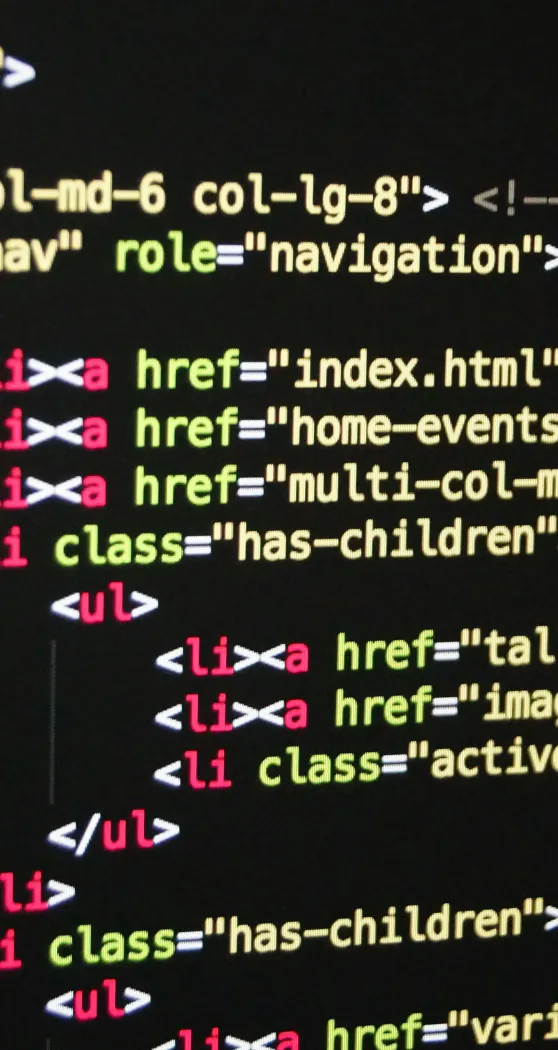 ">
ol-md-6 col-lg-8"> <!--
nav" role="navigation">
li><a href="index.html"
li><a href="home-events
li><a href="multi-col-m
li class="has-children"
<ul>
<li><a href="tal
<li><a href="ima
<li class="active
</ul>
li>
li class="has-children">
<ul>
<li><a href="vari